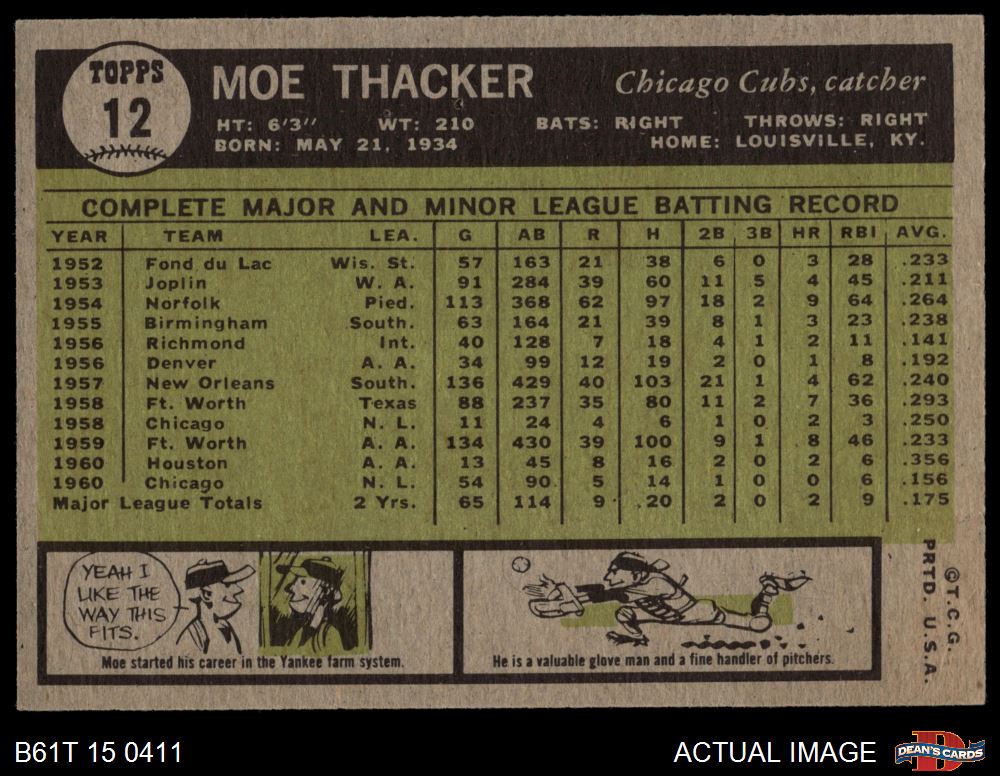 TOPPS
12
MOE THACKER
Chicago Cubs, catcher
HT: 6'3" WT: 210 BATS: RIGHT THROWS: RIGHT
BORN: MAY 21, 1934 HOME: LOUISVILLE, KY.
COMPLETE MAJOR AND MINOR LEAGUE BATTING RECORD
YEAR TEAM LEA. G AB R H 2B 3B HR RBI AVG.
1952 Fond du Lac Wis. St. 57 163 21 38 6 0 3 28 .233
1953 Joplin W. A. 91 284 39 60 11 5 4 45 .211
1954 Norfolk Pied. 113 368 62 97 18 2 9 64 .264
1955 Birmingham South. 63 164 21 39 8 1 3 23 .238
1956 Richmond Int. 40 128 7 18 4 1 2 11 .141
1956 Denver A. A. 34 99 12 19 2 0 1 8 .192
1957 New Orleans South. 136 429 40 103 21 1 4 62 .240
1958 Ft. Worth Texas 88 237 35 80 11 2 7 36 .293
1958 Chicago N. L. 11 24 4 6 1 0 2 3 .250
1959 Ft. Worth A. A. 134 430 39 100 9 1 8 46 .233
1960 Houston A. A. 13 45 8 16 2 0 2 6 .356
1960 Chicago N. L. 54 90 5 14 1 0 0 6 .156
Major League Totals 2 Yrs. 65 114 9 20 2 0 2 9 .175
YEAH I
LIKE THE
WAY THIS
FITS.
Moe started his career in the Yankee farm system.
He is a valuable glove man and a fine handler of pitchers.
©T.C.G.
PRTD. U.S.A.
B61T 15 0411
ACTUAL IMAGE
D
DEAN'S CARDS